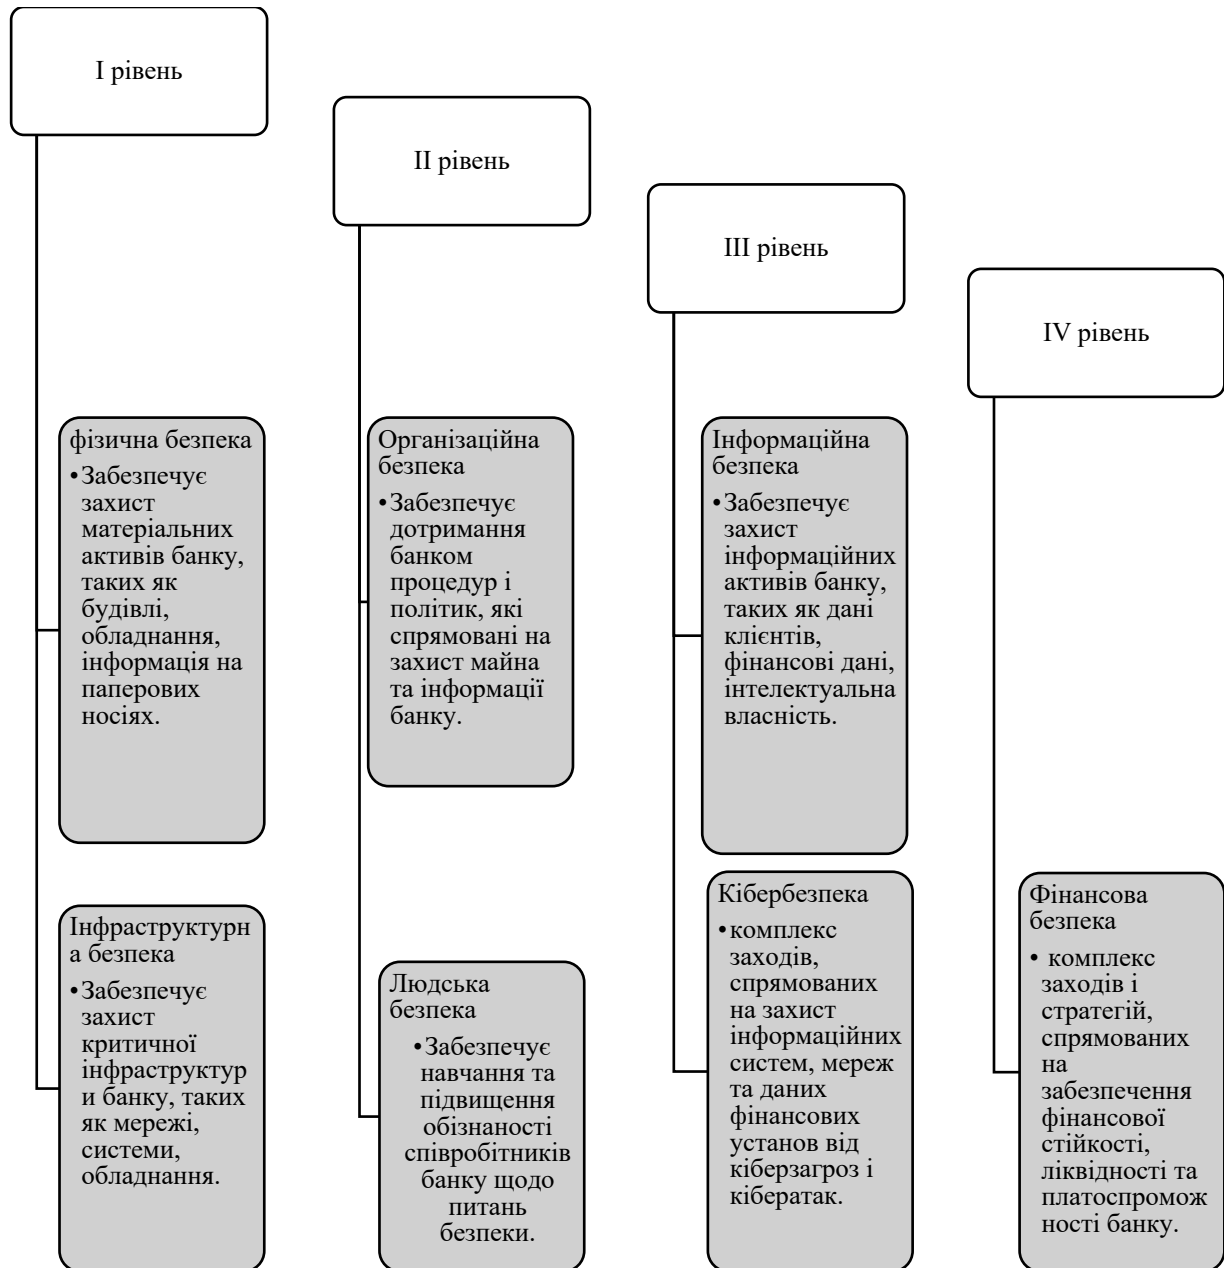 I рівень
фізична безпека
•Забезпечує
захист
матеріальних
активів банку,
таких як
будівлі,
обладнання,
інформація на
паперових
носіях.
Інфраструктурн
а безпека
•Забезпечує
захист
критичної
інфраструктур
и банку, таких
як мережі,
системи,
обладнання.
II рівень
Організаційна
безпека
•Забезпечує
дотримання
банком
процедур і
політик, які
спрямовані на
захист майна
та інформації
банку.
Людська
безпека
•Забезпечує
навчання та
підвищення
обізнаності
співробітників
банку щодо
питань
безпеки.
III рівень
Інформаційна
безпека
•Забезпечує
захист
інформаційних
активів банку,
таких як дані
клієнтів,
фінансові дані,
інтелектуальна
власність.
Кібербезпека
•комплекс
заходів,
спрямованих
на захист
інформаційних
систем, мереж
та даних
фінансових
установ від
кіберзагроз і
кібератак.
IV рівень
Фінансова
безпека
• комплекс
заходів і
стратегій,
спрямованих
на
забезпечення
фінансової
стійкості,
ліквідності та
платоспромож
ності банку.